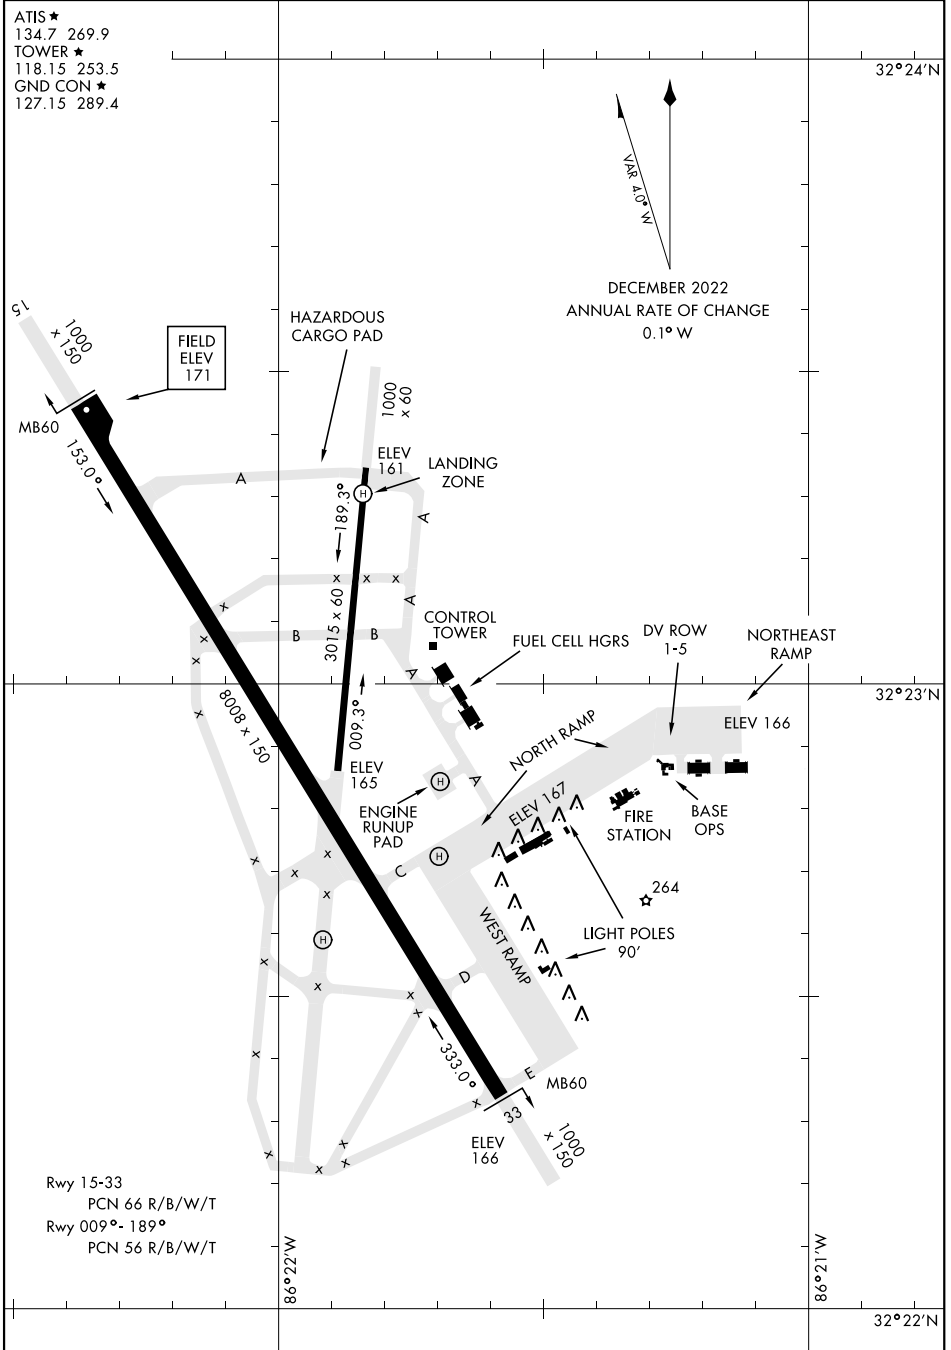 ATIS ★
134.7 269.9
TOWER ★
118.15 253.5
GND CON ★
127.15 289.4
32°24'N
VAR 4.0° W
DECEMBER 2022
ANNUAL RATE OF CHANGE
0.1° W
15
1000
x 150
FIELD
ELEV
171
HAZARDOUS
CARGO PAD
1000
x 60
MB60
153.0°
A
ELEV
161
LANDING
ZONE
H
189.3°
A
x x x
x
A
3015 x 60
B
B
x
x
CONTROL
TOWER
FUEL CELL HGRS
DV ROW
1-5
NORTHEAST
RAMP
A
32°23'N
x
8008 x 150
009.3°
NORTH RAMP
ELEV 166
ELEV
165
H
A
ENGINE
RUNUP
PAD
ELEV 167
FIRE
STATION
BASE
OPS
x
x
x
C
H
x
264
WEST RAMP
LIGHT POLES
90'
H
x
x
D
x
x
333.0°
x
E
MB60
x
33
1000
x 150
ELEV
166
x
x
x
x
Rwy 15-33
PCN 66 R/B/W/T
Rwy 009°- 189°
PCN 56 R/B/W/T
86°22'W
86°21'W
32°22'N